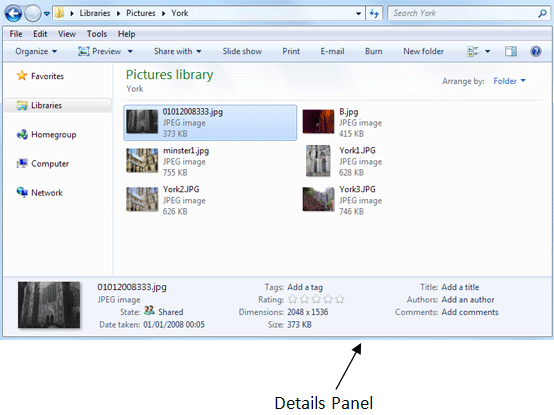 Libraries Pictures York Search York
File Edit View Tools Help
Organize Preview Share with Slide show Print E-mail Burn New folder
Favorites
Libraries
Homegroup
Computer
Network
Pictures library
York
Arrange by: Folder
01012008333.jpg
JPEG image
373 KB
B.jpg
JPEG image
415 KB
minster1.jpg
JPEG image
755 KB
York1.JPG
JPEG image
628 KB
York2.JPG
JPEG image
626 KB
York3.JPG
JPEG image
746 KB
01012008333.jpg
JPEG image
State: Shared
Date taken: 01/01/2008 00:05
Tags: Add a tag
Rating:
Dimensions: 2048 x 1536
Size: 373 KB
Title: Add a title
Authors: Add an author
Comments: Add comments
Details Panel